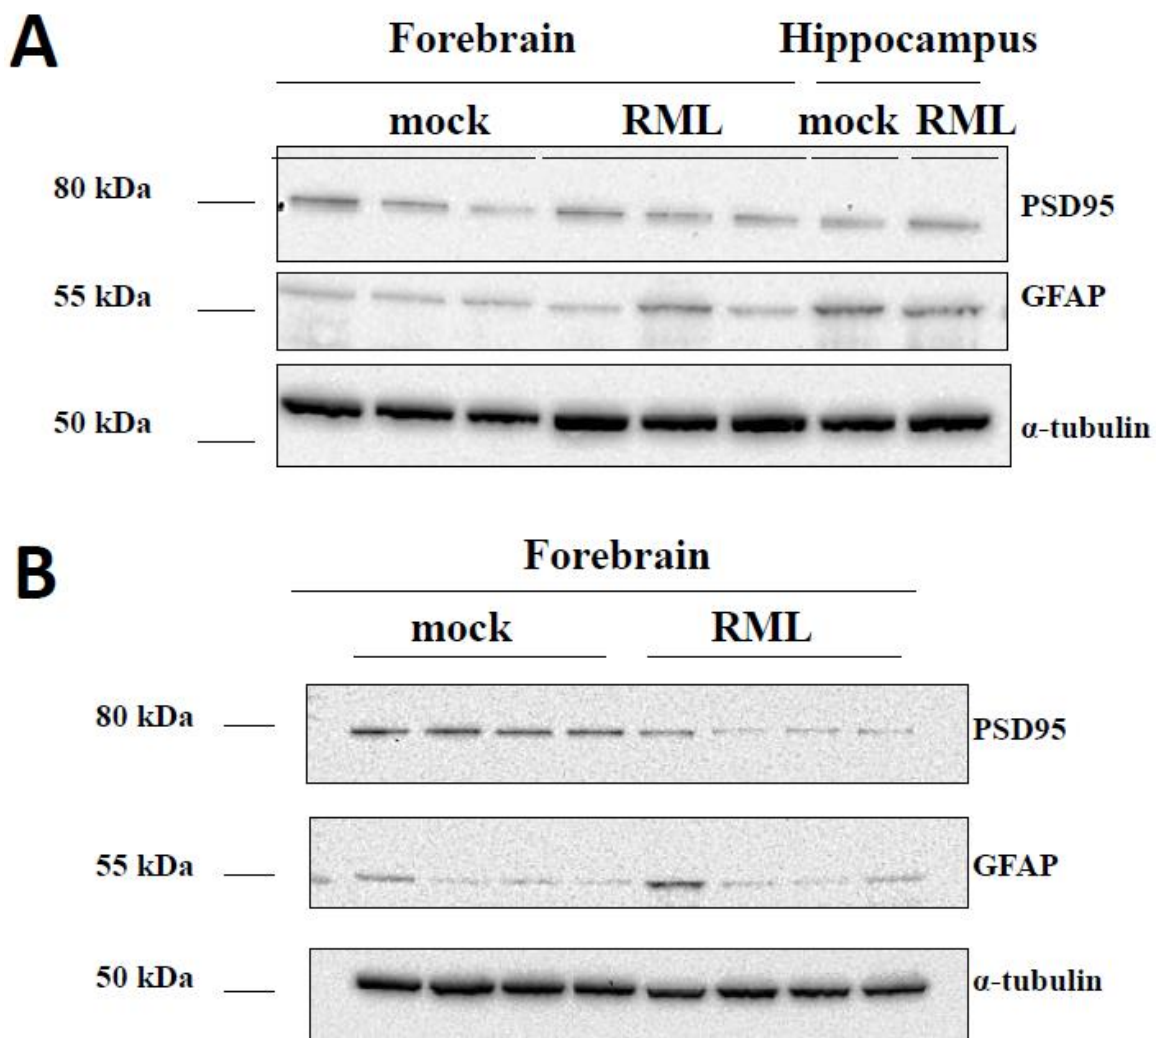 A
Forebrain Hippocampus
mock RML mock RML
80 kDa PSD95
55 kDa GFAP
50 kDa α-tubulin
B
Forebrain
mock RML
80 kDa PSD95
55 kDa GFAP
50 kDa α-tubulin